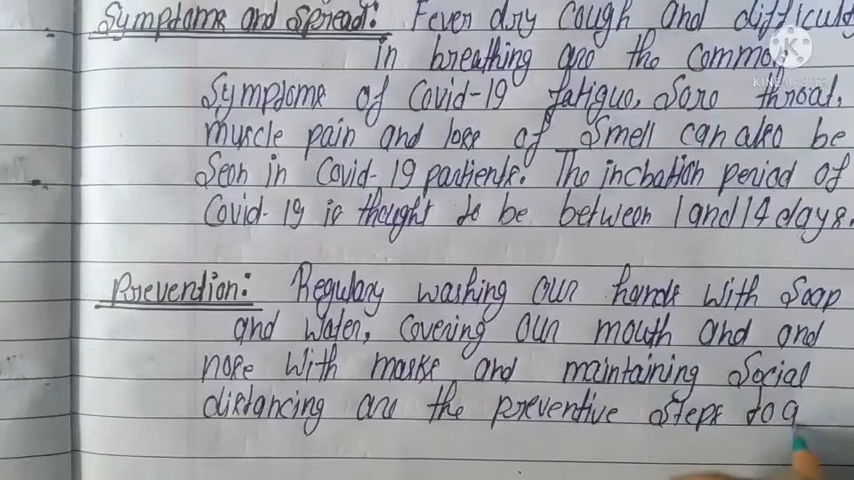 Symptoms and Spread: Fever dry cough and difficulty
in breathing are the common
Symptoms of Covid-19 fatigue, Sore throat,
muscle pain and loss of Smell can also be
Seen in Covid-19 patients. The incbation period of
Covid-19 is thought to be between 1 and 14 days.
Prevention: Regulary washing our hands with Soap
and water, Covering our mouth and and
nose with masks and maintaining Social
distancing are the preventive steps to a
K
KINEMASTER